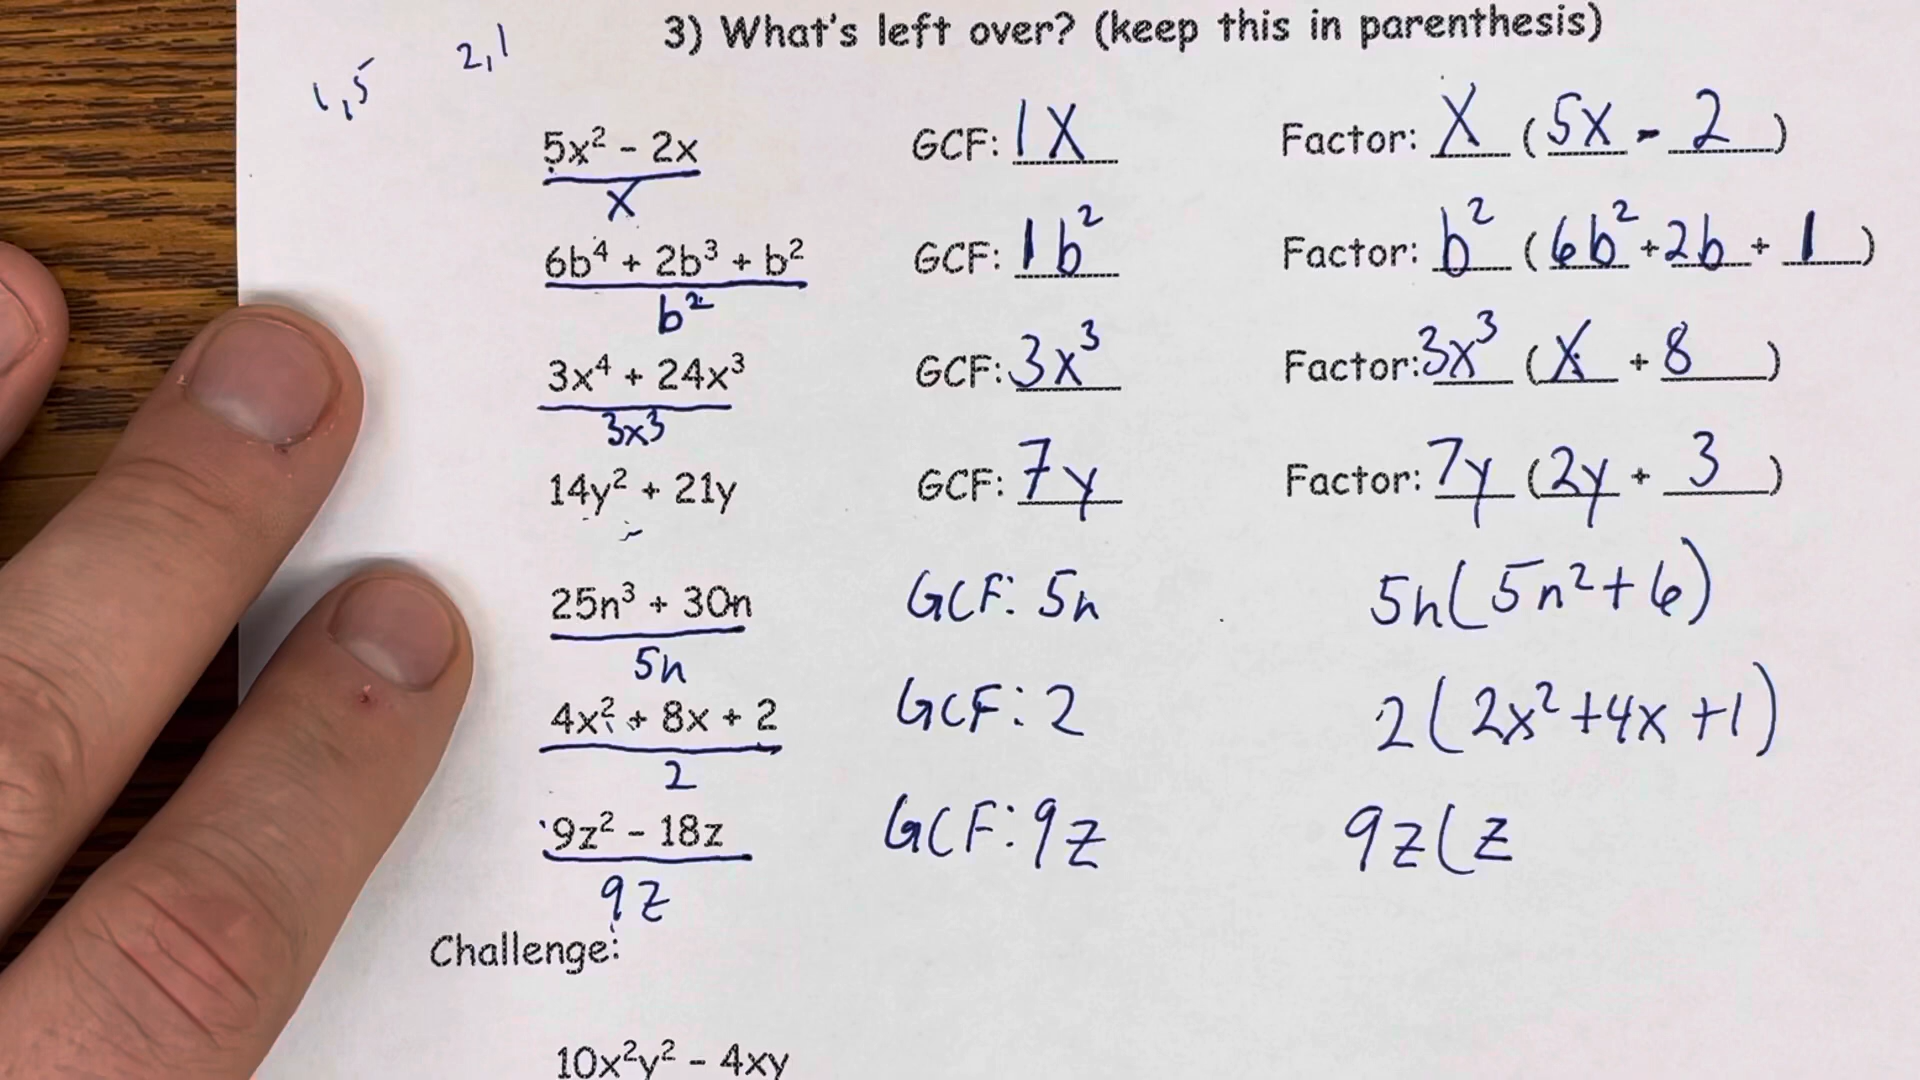 3) What's left over? (keep this in parenthesis)
1,5 2,1
5x² - 2x GCF: 1X Factor: X (5X - 2)
x
6b⁴ + 2b³ + b² GCF: 1b² Factor: b² (6b² + 2b + 1)
b²
3x⁴ + 24x³ GCF: 3x³ Factor: 3x³ (X + 8)
3x³
14y² + 21y GCF: 7y Factor: 7y (2y + 3)
25n³ + 30n GCF: 5n 5n(5n² + 6)
5n
4x² + 8x + 2 GCF: 2 2(2x² + 4x + 1)
2
9z² - 18z GCF: 9z 9z(z
9z
Challenge:
10x²y² - 4xy